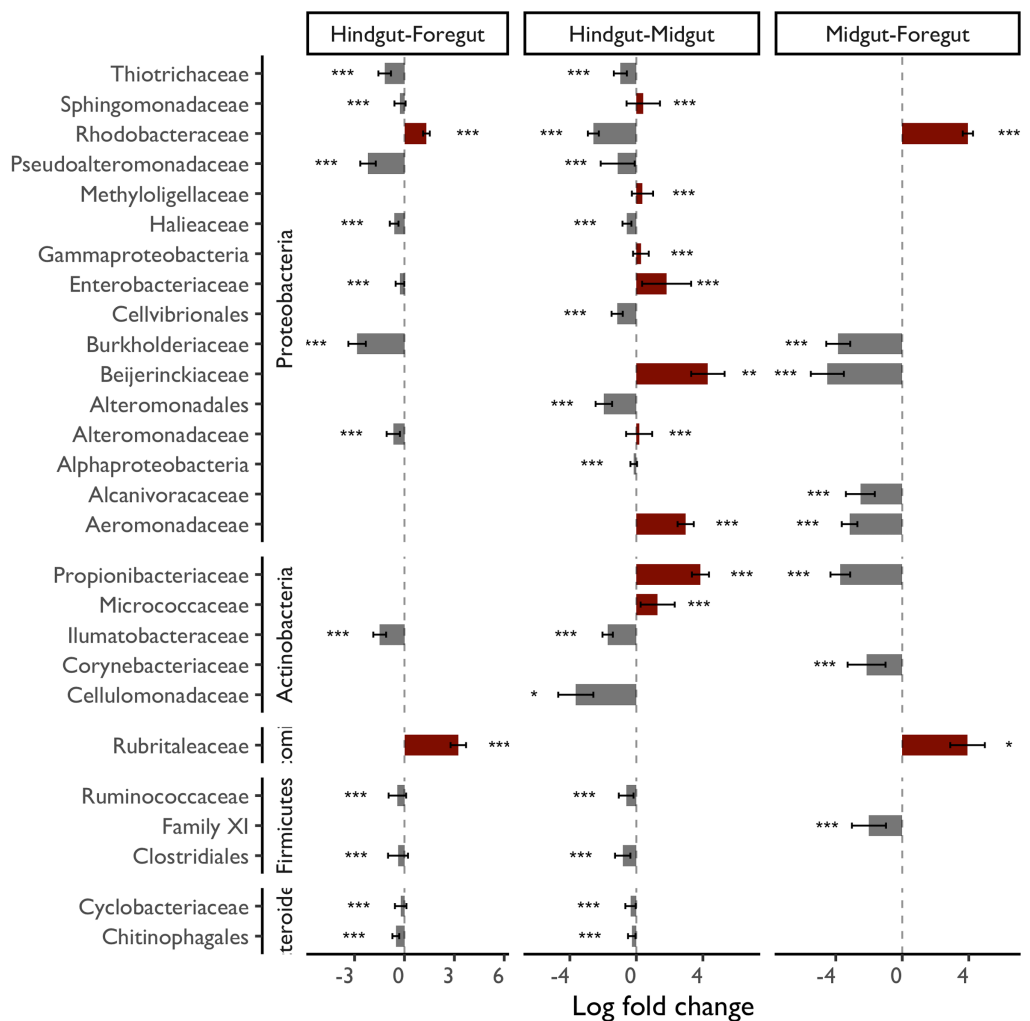 Hindgut-Foregut Hindgut-Midgut Midgut-Foregut
Thiotrichaceae *** ***
Sphingomonadaceae *** ***
Rhodobacteraceae *** *** ***
Pseudoalteromonadaceae *** ***
Methyloligellaceae ***
Halieaceae *** ***
Gammaproteobacteria ***
Enterobacteriaceae *** ***
Cellvibrionales ***
Burkholderiaceae *** ***
Beijerinckiaceae ** ***
Alteromonadales ***
Alteromonadaceae *** ***
Alphaproteobacteria ***
Alcanivoracaceae ***
Aeromonadaceae *** ***
Proteobacteria
Propionibacteriaceae *** ***
Micrococcaceae ***
Ilumatobacteraceae *** ***
Corynebacteriaceae ***
Cellulomonadaceae *
Actinobacteria
Rubritaleaceae *** *
comi
Ruminococcaceae *** ***
Family XI ***
Clostridiales *** ***
Firmicutes
Cyclobacteriaceae *** ***
Chitinophagales *** ***
teroide
-3 0 3 6 -4 0 4 -4 0 4
Log fold change